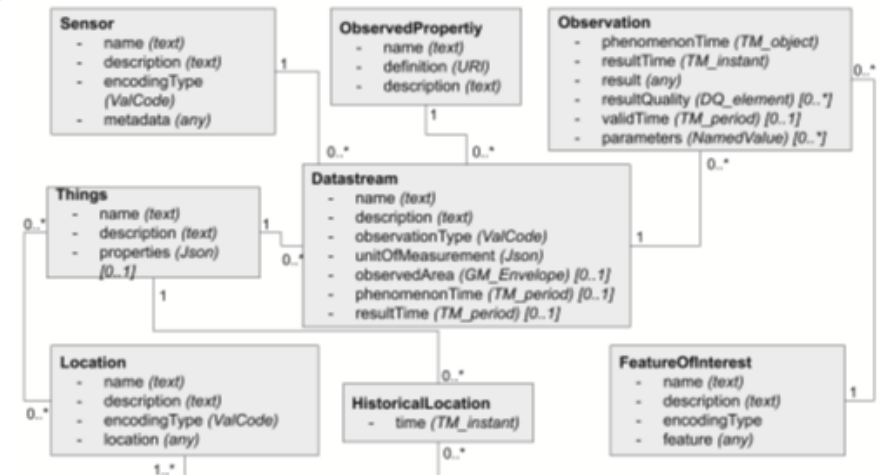 Sensor
- name (text)
- description (text)
- encodingType
(ValCode)
- metadata (any)
ObservedPropertiy
- name (text)
- definition (URI)
- description (text)
Observation
- phenomenonTime (TM_object)
- resultTime (TM_instant)
- result (any)
- resultQuality (DQ_element) [0..*]
- validTime (TM_period) [0..1]
- parameters (NamedValue) [0..*]
1
1
0..*
0..*
0..*
0..*
Things
- name (text)
- description (text)
- properties (Json)
[0..1]
Datastream
- name (text)
- description (text)
- observationType (ValCode)
- unitOfMeasurement (Json)
- observedArea (GM_Envelope) [0..1]
- phenomenonTime (TM_period) [0..1]
- resultTime (TM_period) [0..1]
0..*
1
0..*
1
1
Location
- name (text)
- description (text)
- encodingType (ValCode)
- location (any)
0..*
1..*
0..*
HistoricalLocation
- time (TM_instant)
0..*
FeatureOfInterest
- name (text)
- description (text)
- encodingType
- feature (any)
1